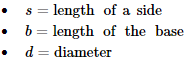 • s = length of a side
• b = length of the base
• d = diameter